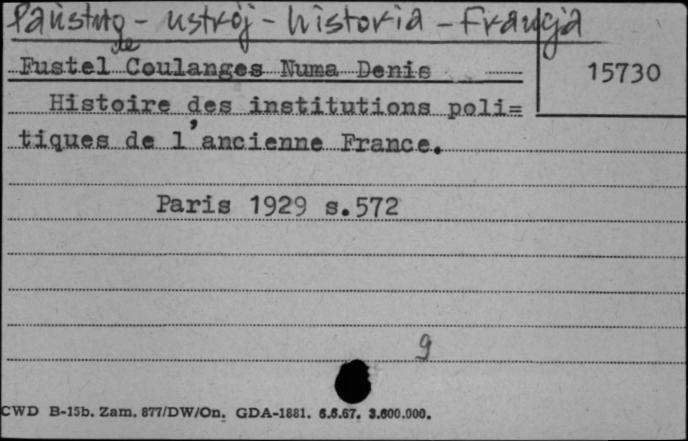 Państwo - ustrój - historia - Francja
de
Fustel Coulanges Numa Denis
15730
Histoire des institutions poli=
tiques de l'ancienne France.
Paris 1929 s.572
9
CWD B-15b. Zam. 877/DW/On. GDA-1881. 6.6.67. 3.600.000.